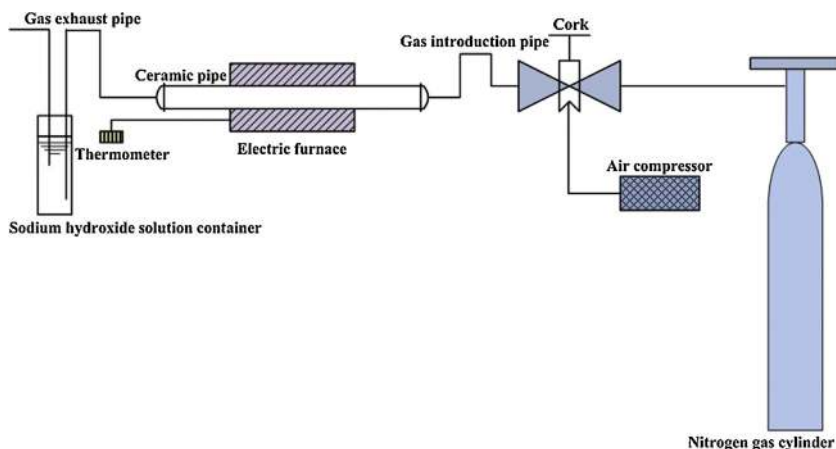 Gas exhaust pipe
Cork
Gas introduction pipe
Ceramic pipe
Thermometer
Electric furnace
Air compressor
Sodium hydroxide solution container
Nitrogen gas cylinder